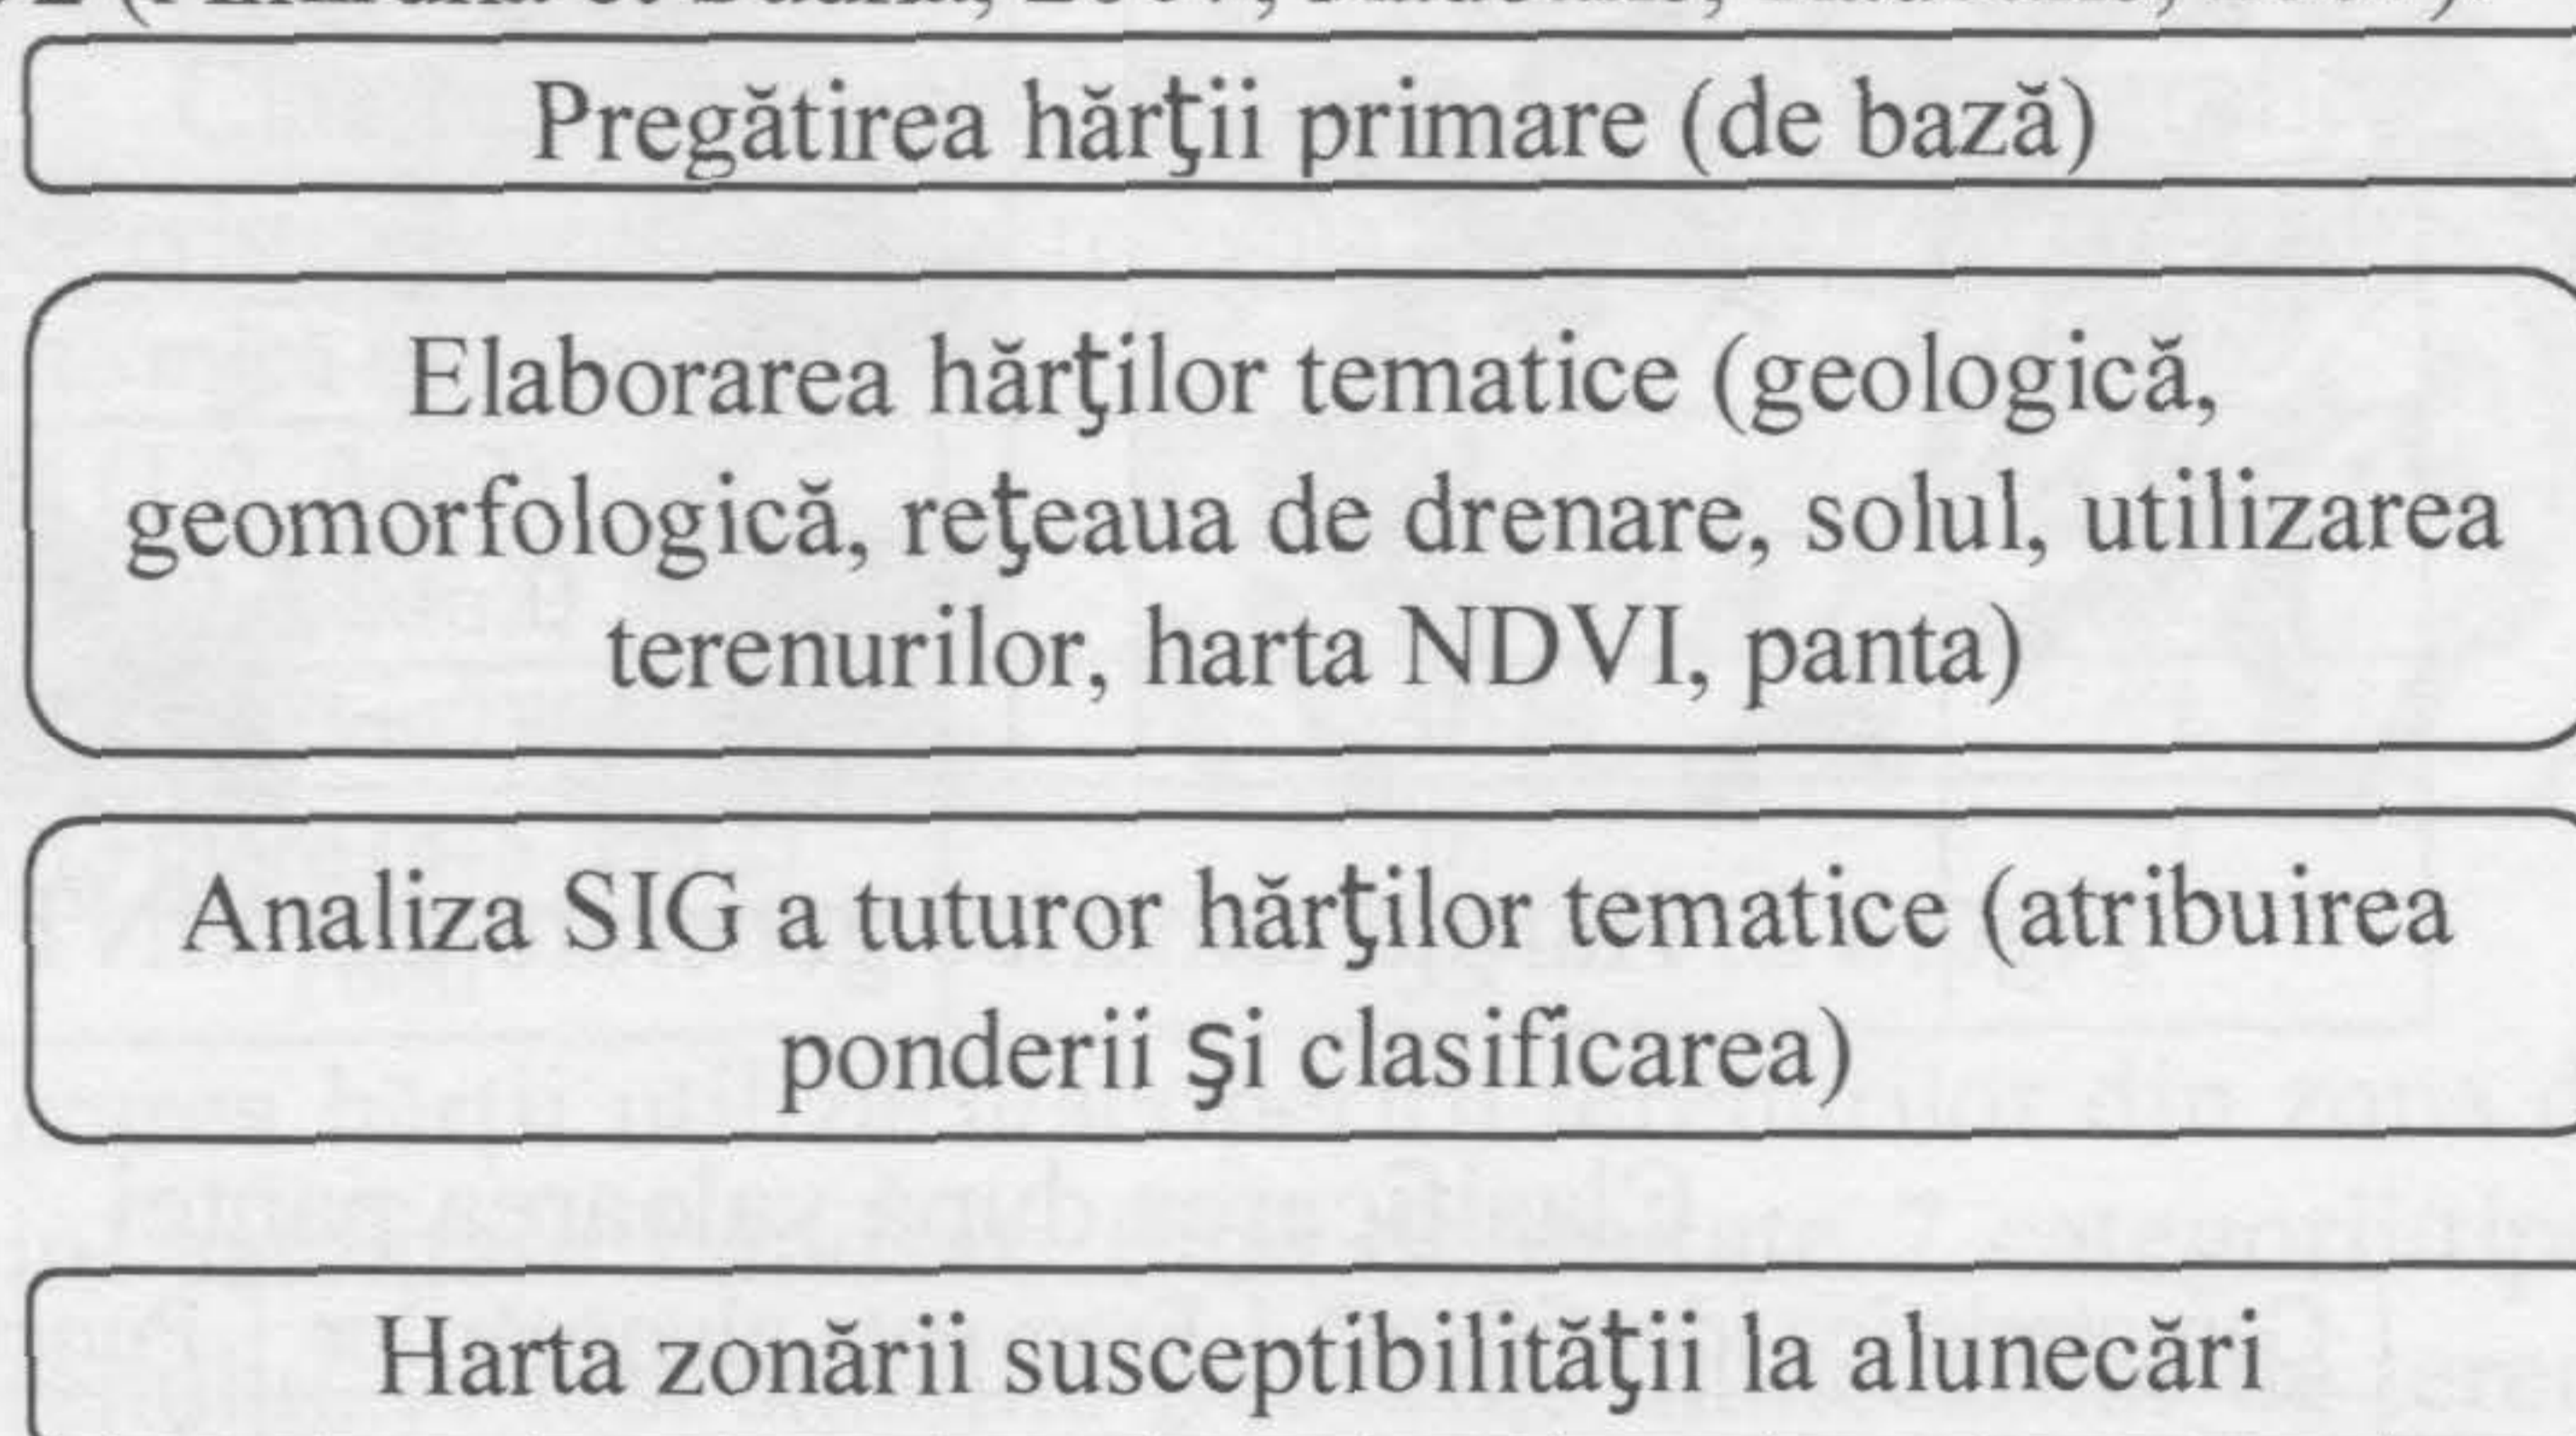 Pregătirea hărţii primare (de bază)
Elaborarea hărţilor tematice (geologică,
geomorfologică, reţeaua de drenare, solul, utilizarea
terenurilor, harta NDVI, panta)
Analiza SIG a tuturor hărţilor tematice (atribuirea
ponderii şi clasificarea)
Harta zonării susceptibilităţii la alunecări